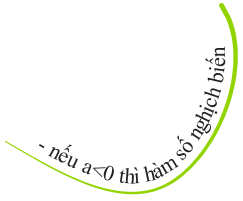 - nếu a<0 thì hàm số nghịch biến